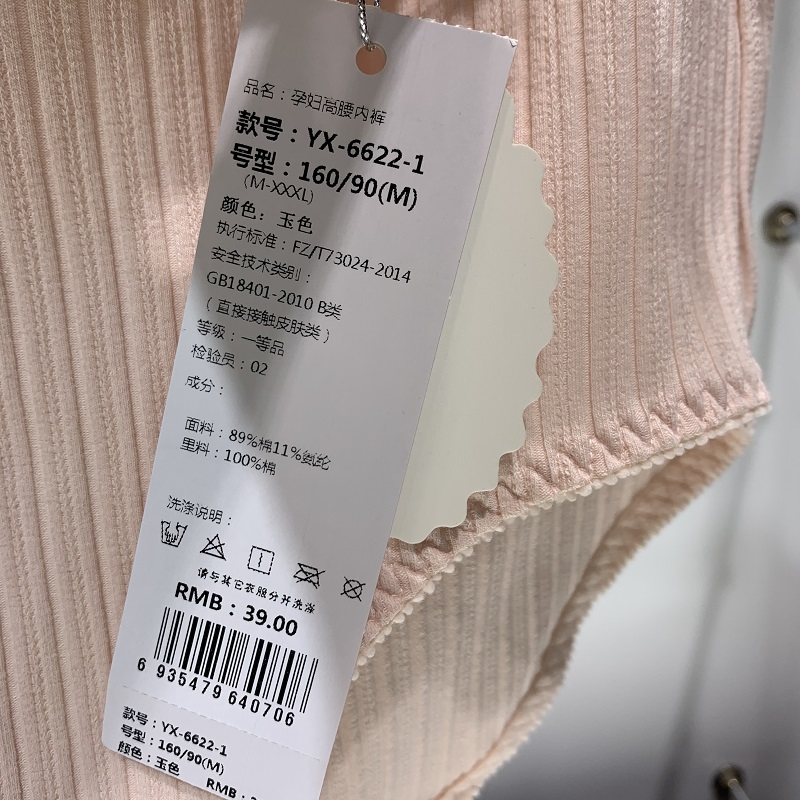 品名：孕妇高腰内裤
款号：YX-6622-1
号型：160/90(M)
(M-XXXL)
颜色：玉色
执行标准：FZ/T73024-2014
安全技术类别：
GB18401-2010 B类
（直接接触皮肤类）
等级：一等品
检验员：02
成分：
面料：89%棉11%氨纶
里料：100%棉
洗涤说明：
请与其它衣服分开洗涤
RMB：39.00
6 935479 640706
款号：YX-6622-1
号型：160/90(M)
颜色：玉色
RMB：